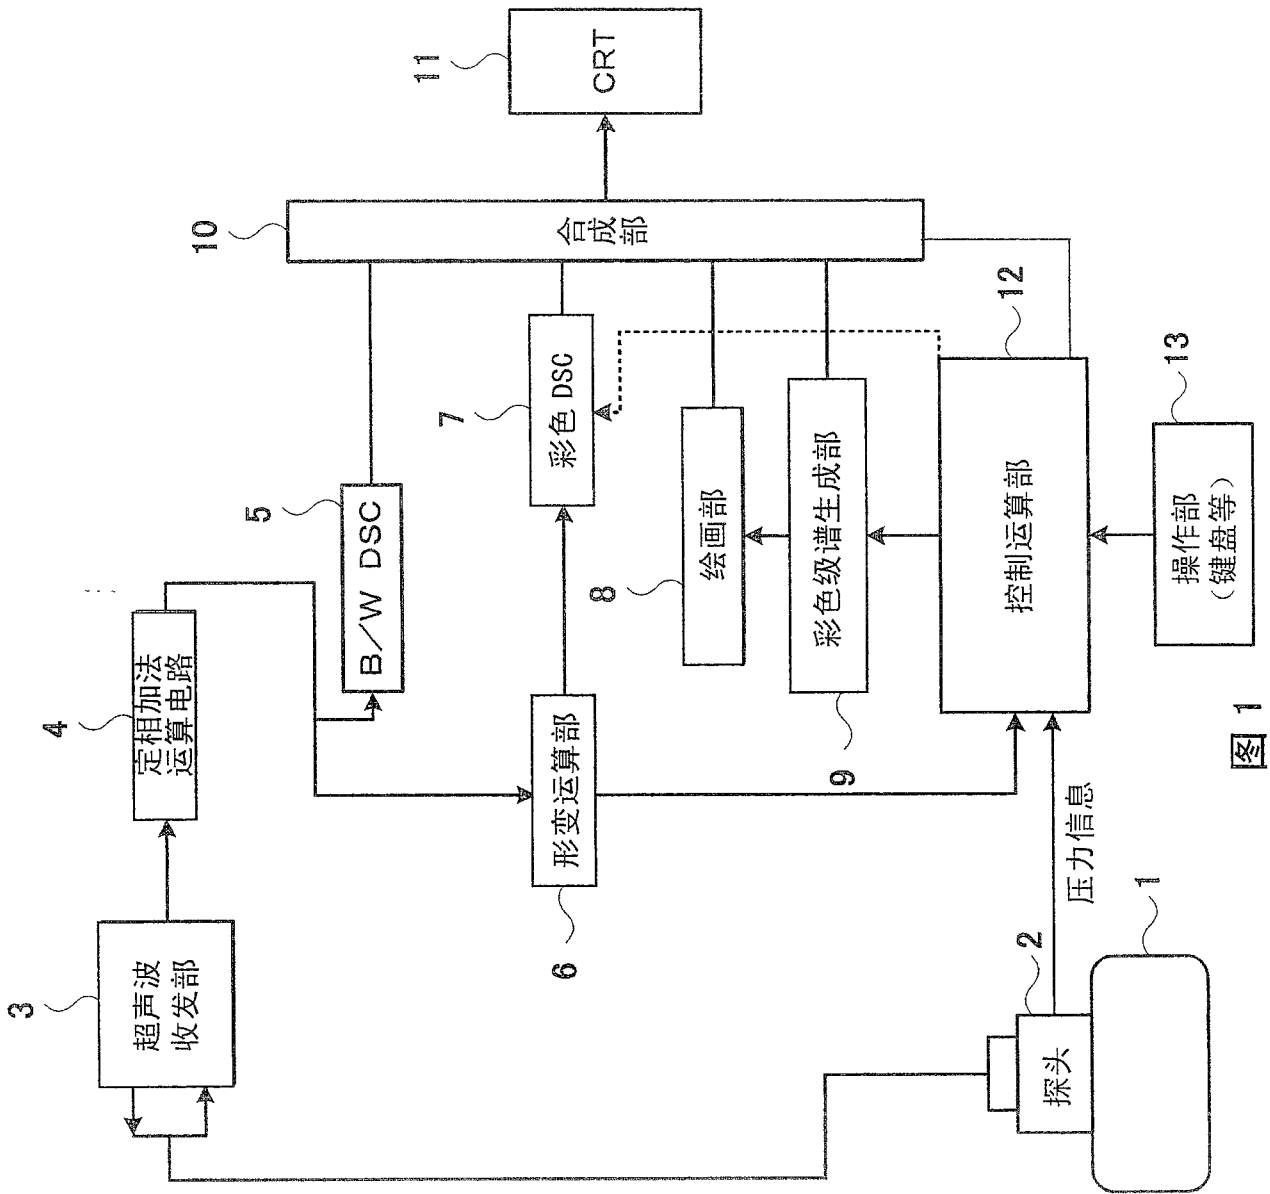 3
超声波
收发部
4
定相加法
运算电路
5
B/W DSC
10
合成部
11
CRT
6
形变运算部
7
彩色 DSC
8
绘画部
9
彩色级谱生成部
12
控制运算部
2
探头
压力信息
1
13
操作部
(键盘等)
图 1